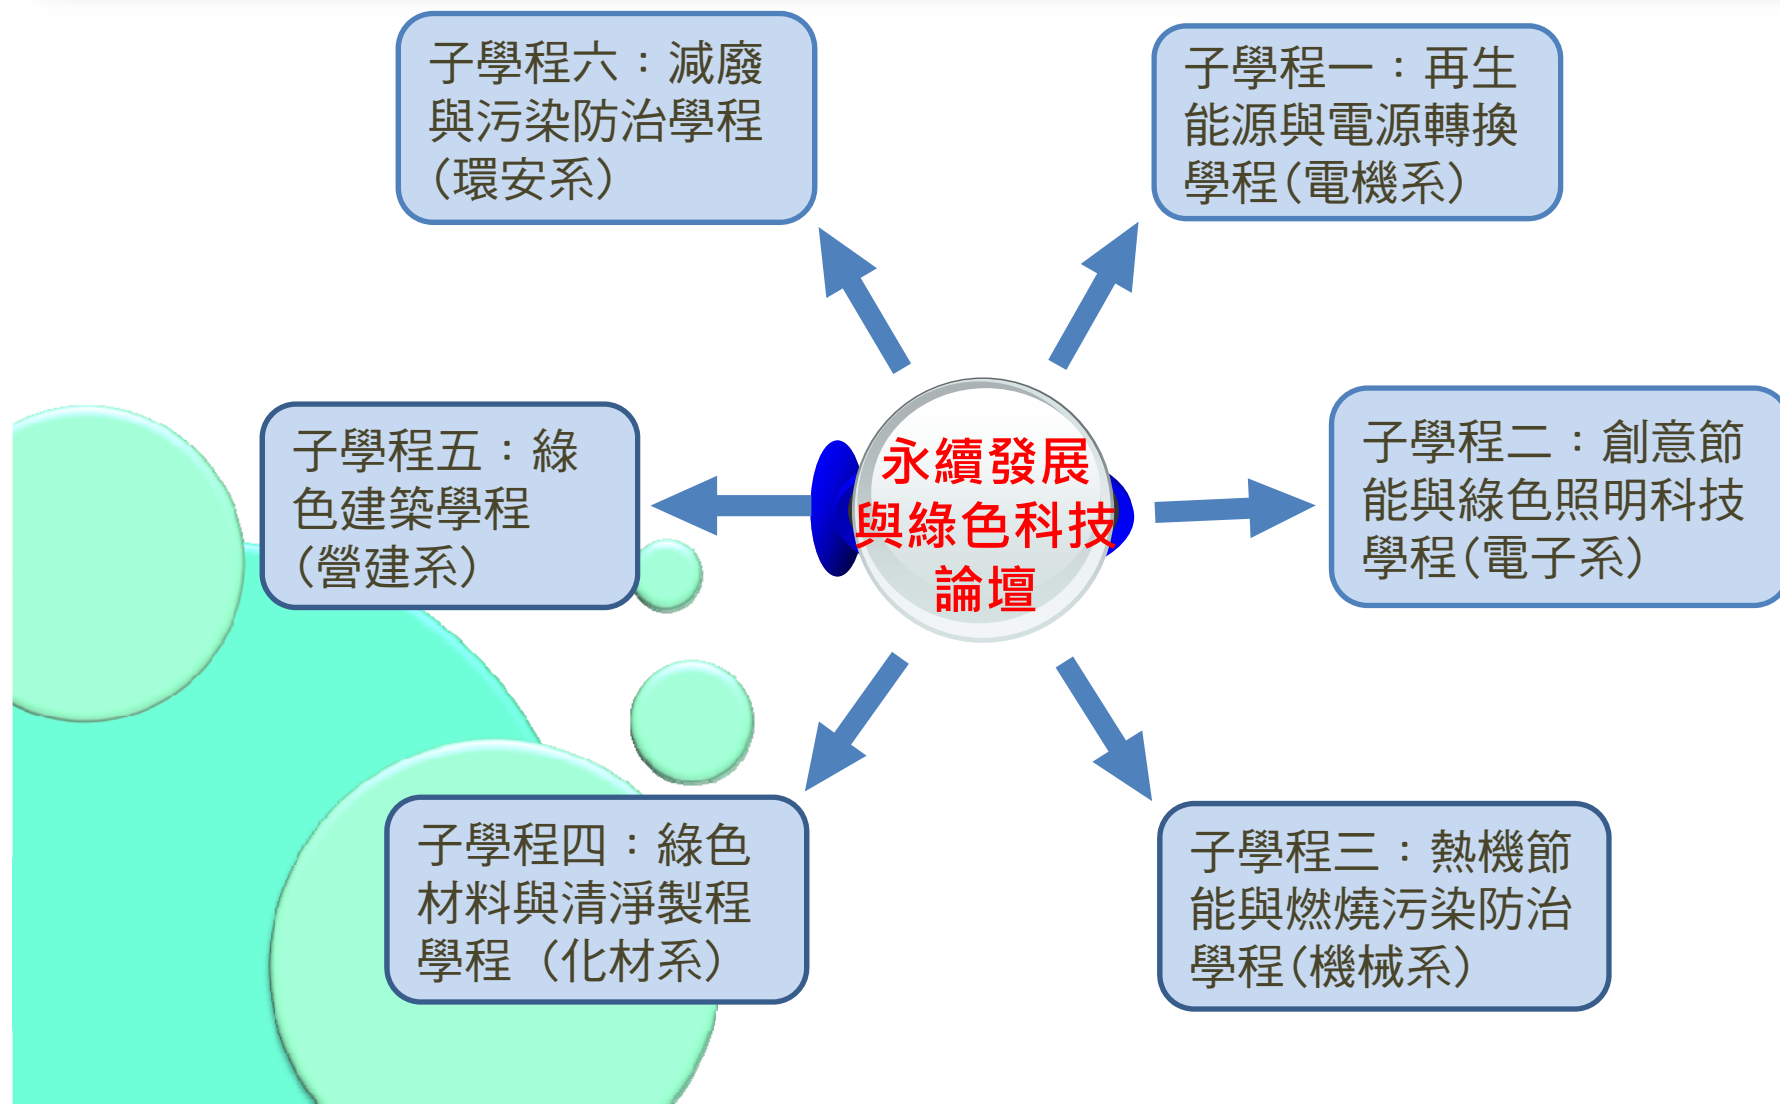 子學程六：減廢
與污染防治學程
(環安系)
子學程一：再生
能源與電源轉換
學程(電機系)
永續發展
與綠色科技
論壇
子學程五：綠
色建築學程
(營建系)
子學程二：創意節
能與綠色照明科技
學程(電子系)
子學程四：綠色
材料與清淨製程
學程（化材系)
子學程三：熱機節
能與燃燒污染防治
學程(機械系)